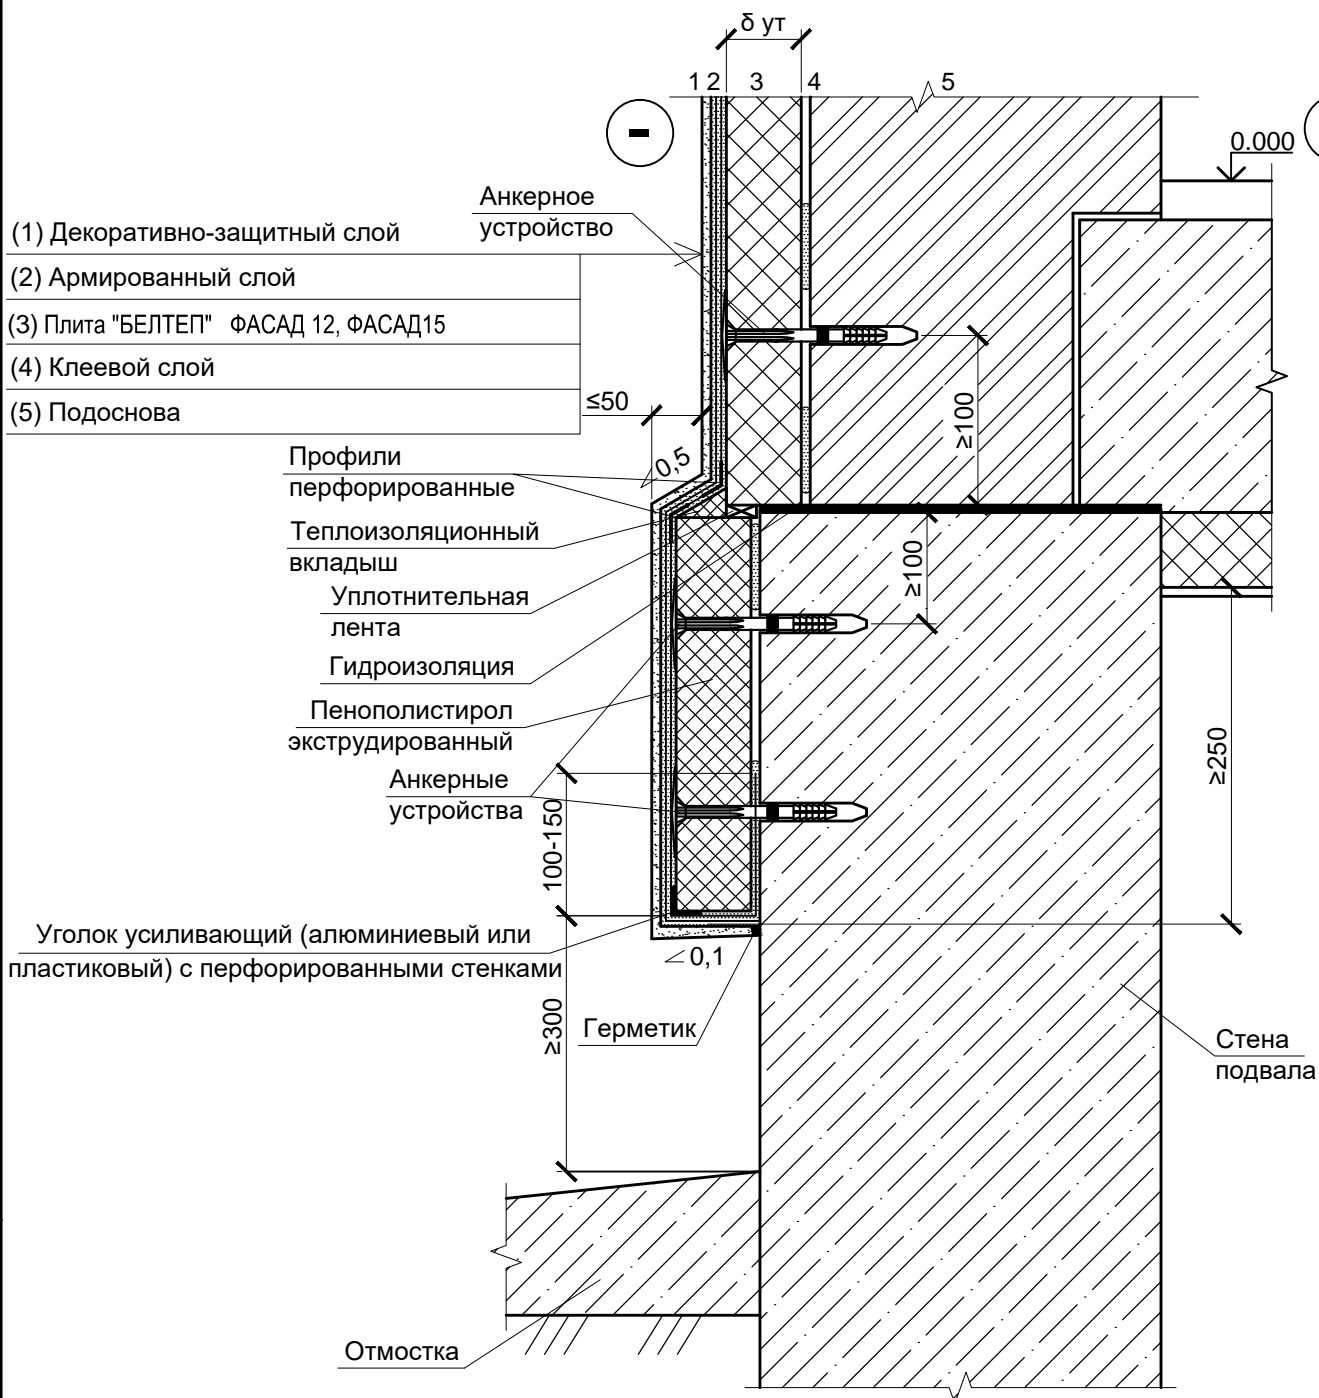 δ ут
1 2 3 4 5
0.000
Анкерное
устройство
(1) Декоративно-защитный слой
(2) Армированный слой
(3) Плита "БЕЛТЕП" ФАСАД 12, ФАСАД15
(4) Клеевой слой
(5) Подоснова
≤50
≥100
0,5
Профили
перфорированные
Теплоизоляционный
вкладыш
≥100
Уплотнительная
лента
Гидроизоляция
Пенополистирол
экструдированный
≥250
Анкерные
устройства
100-150
Уголок усиливающий (алюминиевый или
пластиковый) с перфорированными стенками
0,1
≥300
Герметик
Стена
подвала
Отмостка